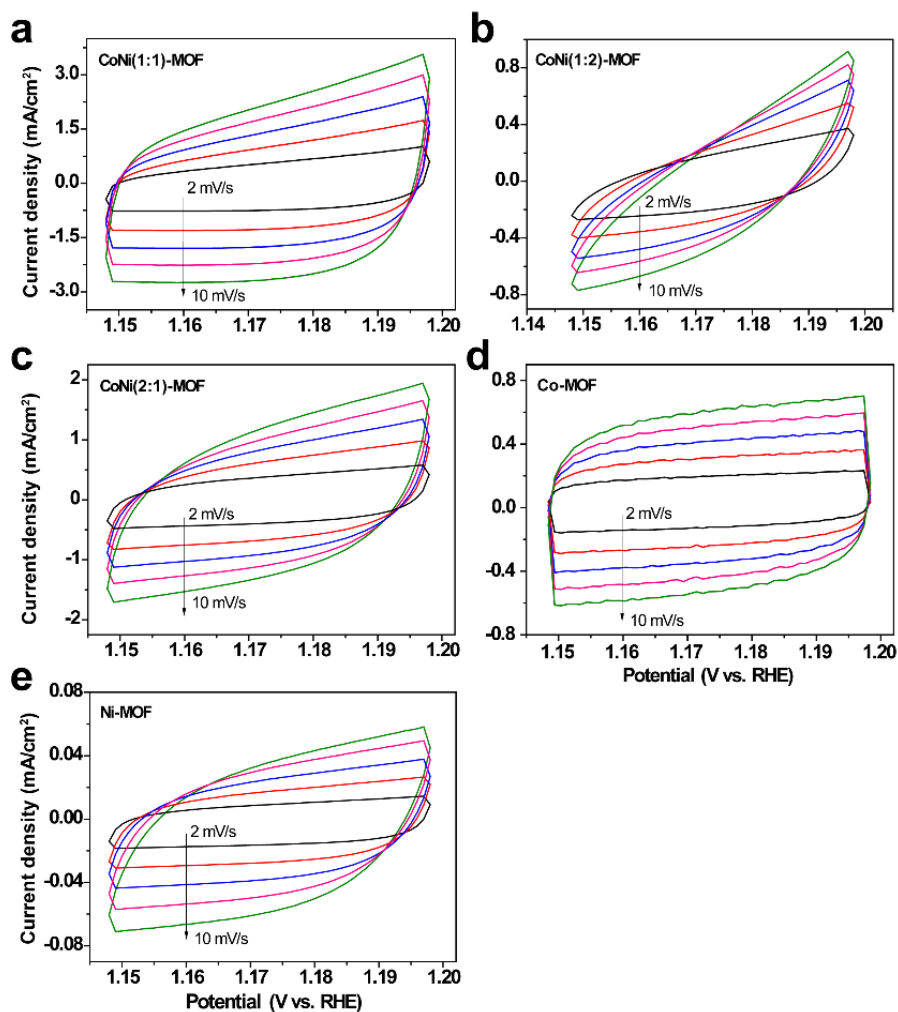 a
CoNi(1:1)-MOF
Current density (mA/cm²)
3.0
1.5
0.0
-1.5
-3.0
2 mV/s
10 mV/s
1.15 1.16 1.17 1.18 1.19 1.20
b
CoNi(1:2)-MOF
0.8
0.4
0.0
-0.4
-0.8
2 mV/s
10 mV/s
1.14 1.15 1.16 1.17 1.18 1.19 1.20
c
CoNi(2:1)-MOF
Current density (mA/cm²)
2
1
0
-1
-2
2 mV/s
10 mV/s
1.15 1.16 1.17 1.18 1.19 1.20
d
Co-MOF
0.8
0.4
0.0
-0.4
-0.8
2 mV/s
10 mV/s
1.15 1.16 1.17 1.18 1.19 1.20
Potential (V vs. RHE)
e
Ni-MOF
Current density (mA/cm²)
0.08
0.04
0.00
-0.04
-0.08
2 mV/s
10 mV/s
1.15 1.16 1.17 1.18 1.19 1.20
Potential (V vs. RHE)